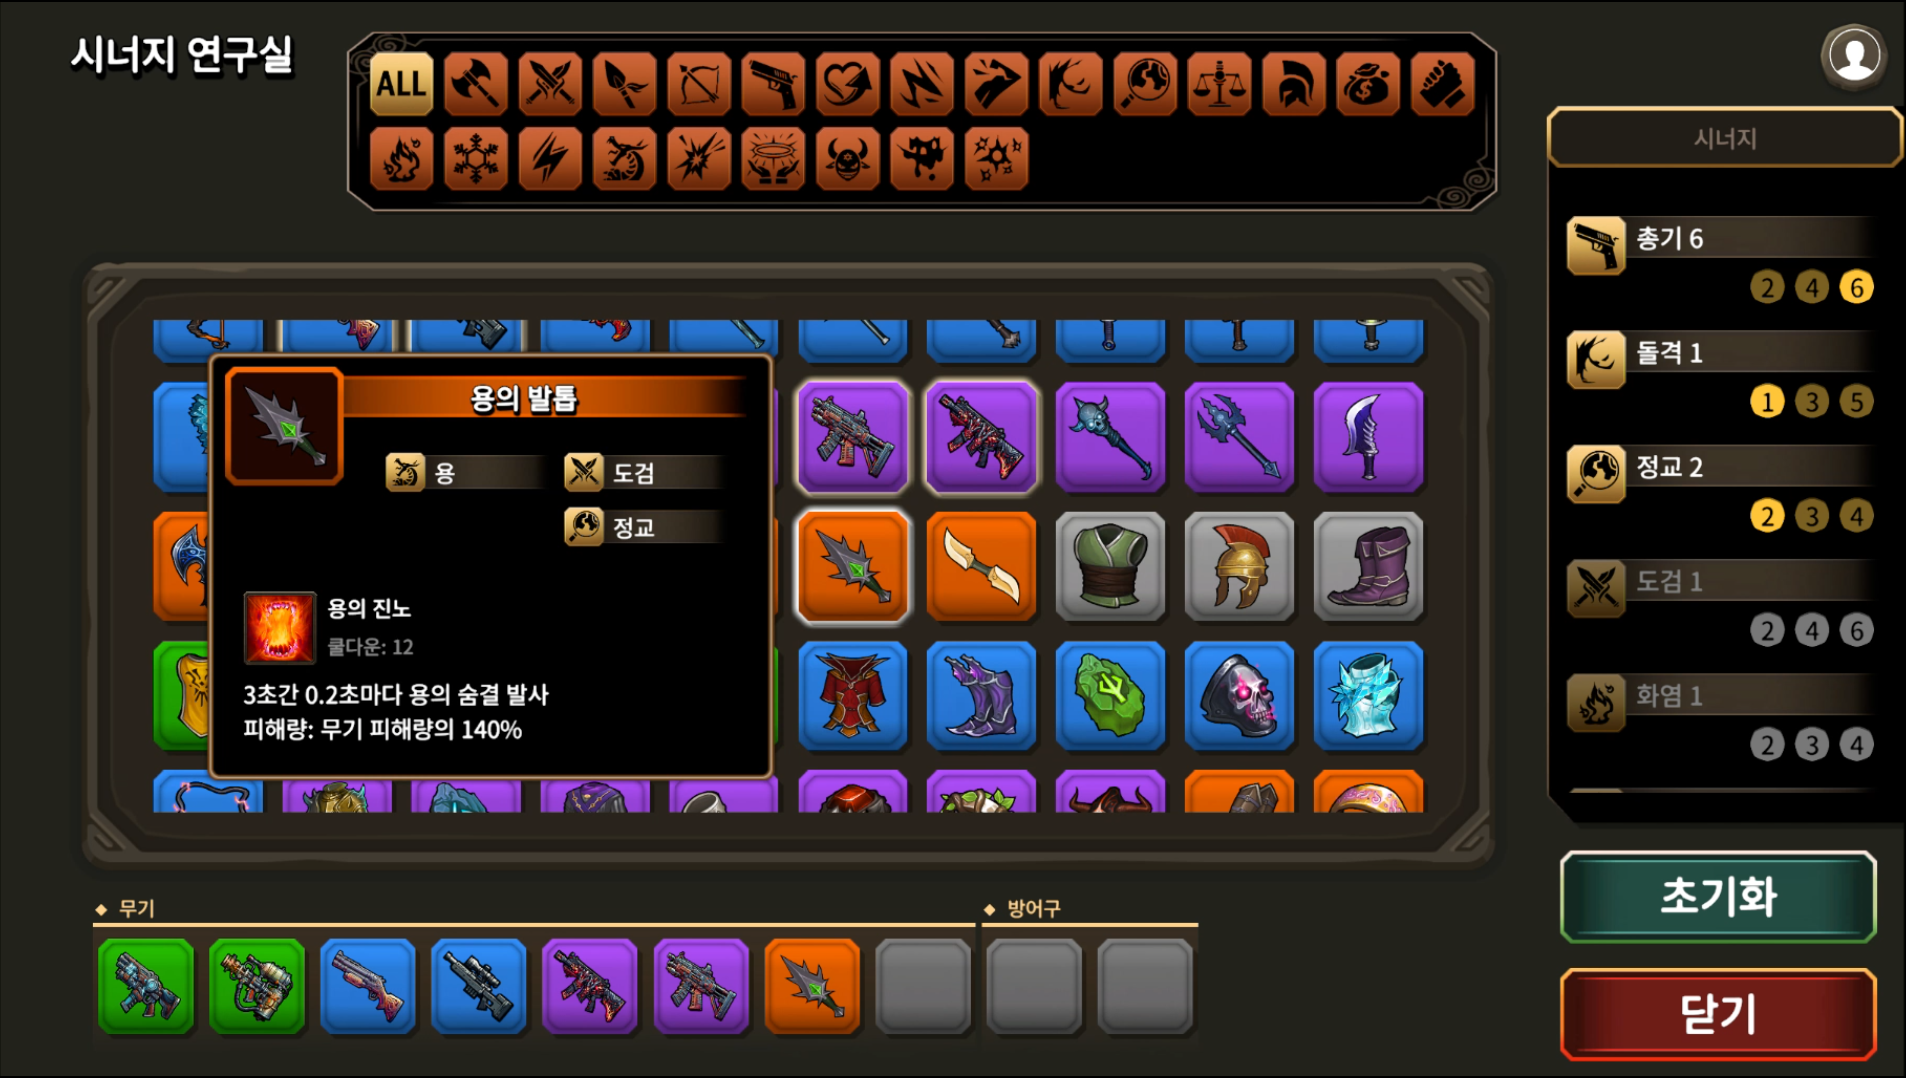 시너지 연구실
ALL
시너지
총기 6
2 4 6
돌격 1
1 3 5
정교 2
2 3 4
도검 1
2 4 6
화염 1
2 3 4
용의 발톱
용
도검
정교
용의 진노
쿨다운: 12
3초간 0.2초마다 용의 숨결 발사
피해량: 무기 피해량의 140%
무기
방어구
초기화
닫기